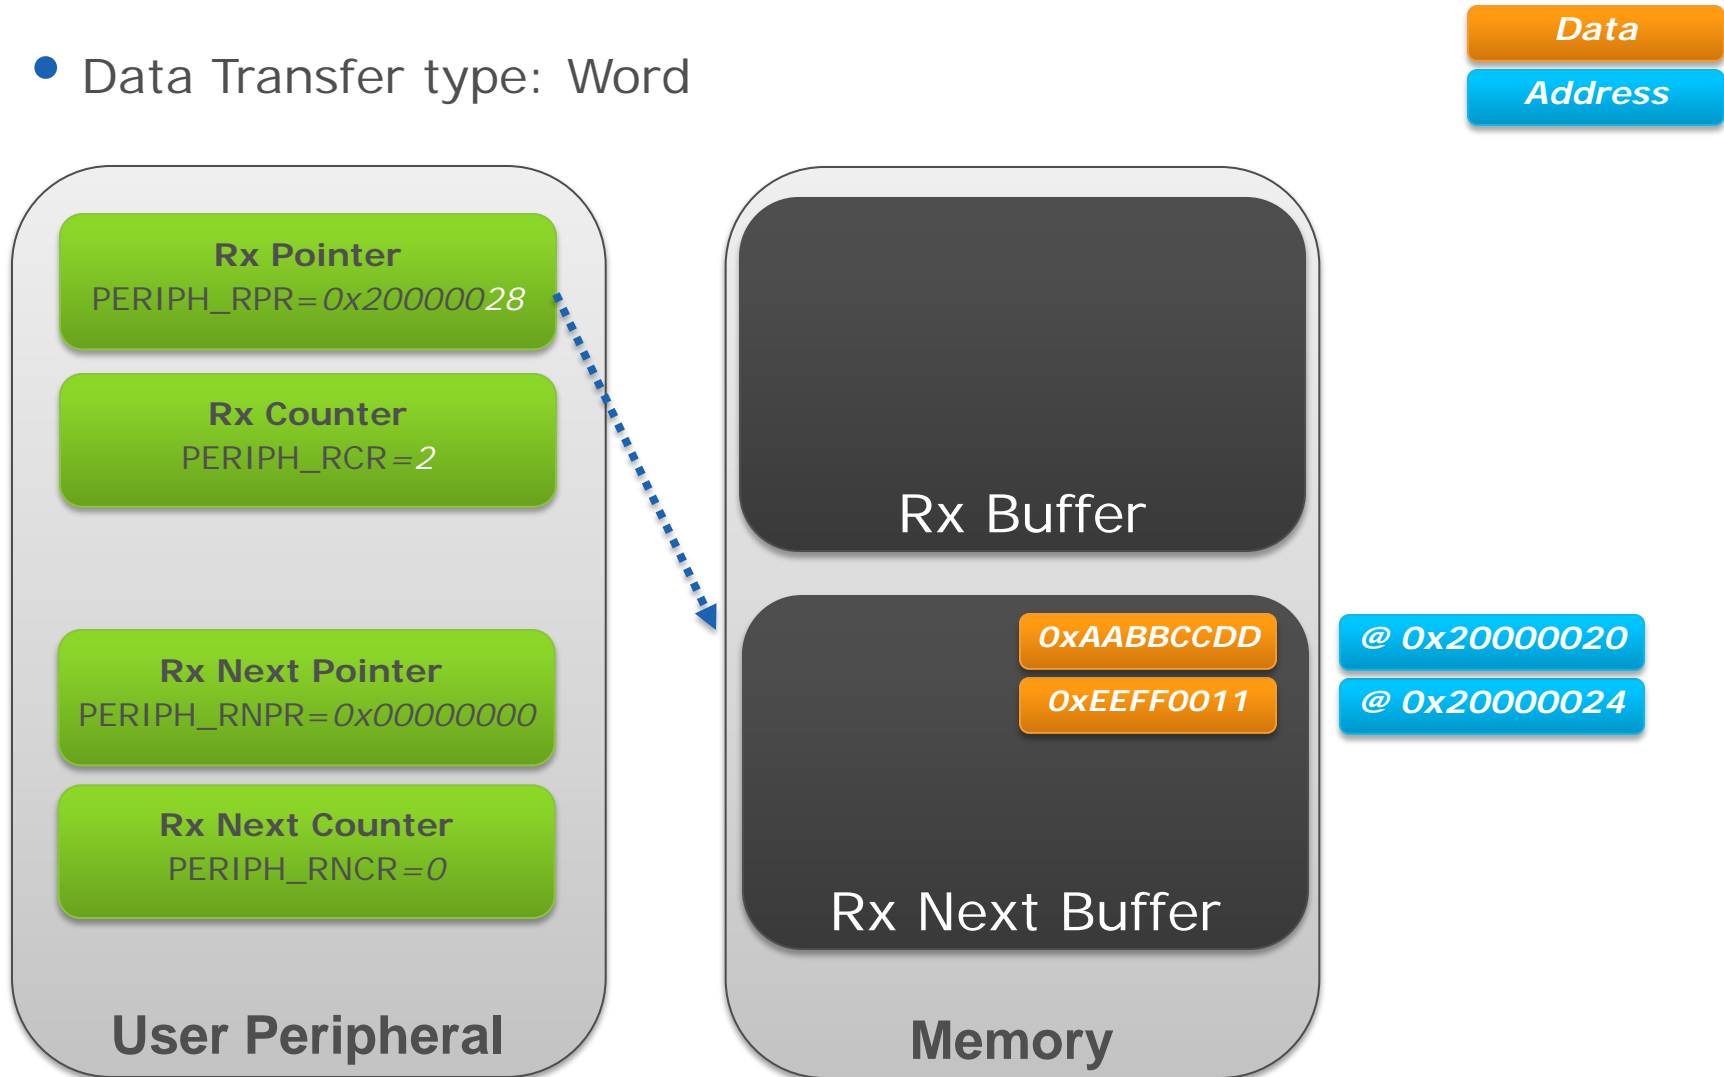 Data
Address
• Data Transfer type: Word
Rx Pointer
PERIPH_RPR=0x20000028
Rx Counter
PERIPH_RCR=2
Rx Next Pointer
PERIPH_RNPR=0x00000000
Rx Next Counter
PERIPH_RNCR=0
User Peripheral
Rx Buffer
0xAABBCCDD
@ 0x20000020
0xEEFF0011
@ 0x20000024
Rx Next Buffer
Memory